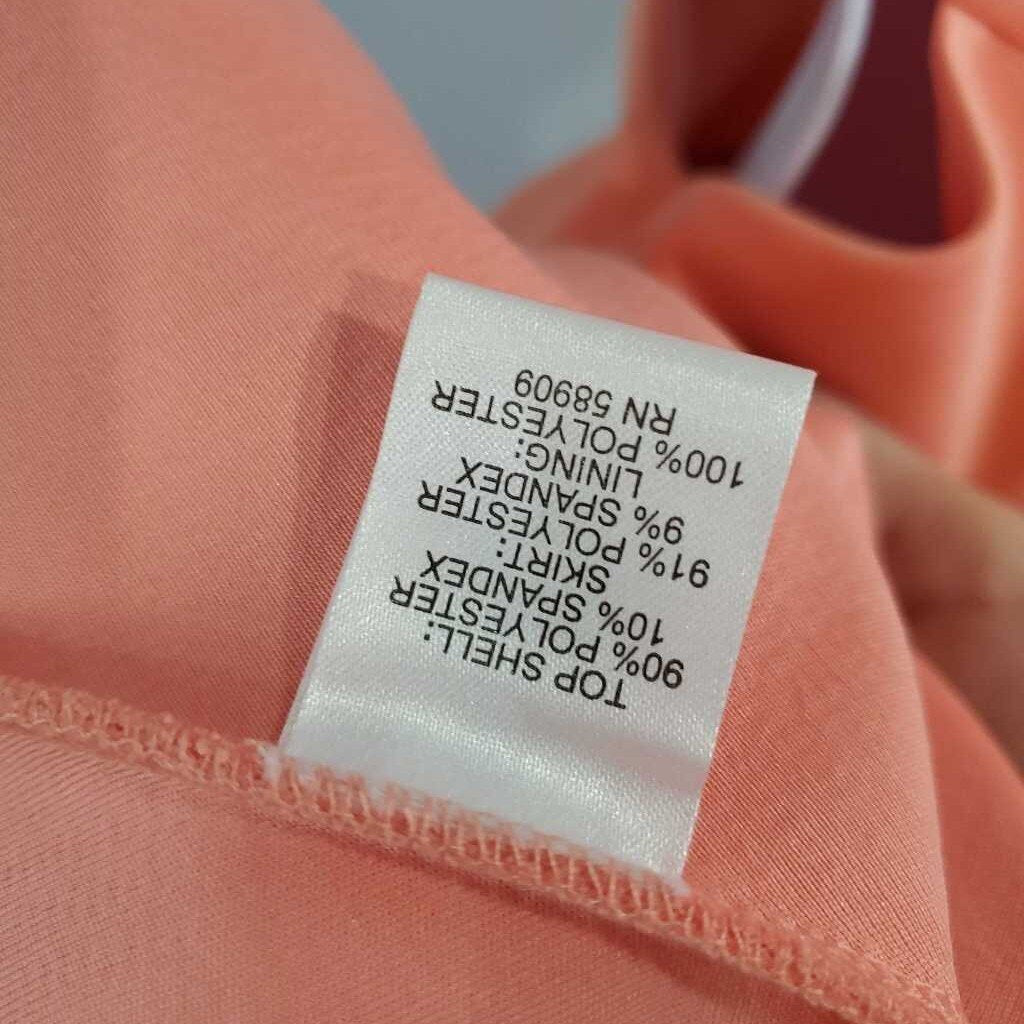 TOP SHELL:
90% POLYESTER
10% SPANDEX
SKIRT:
91% POLYESTER
9% SPANDEX
LINING:
100% POLYESTER
RN 58909